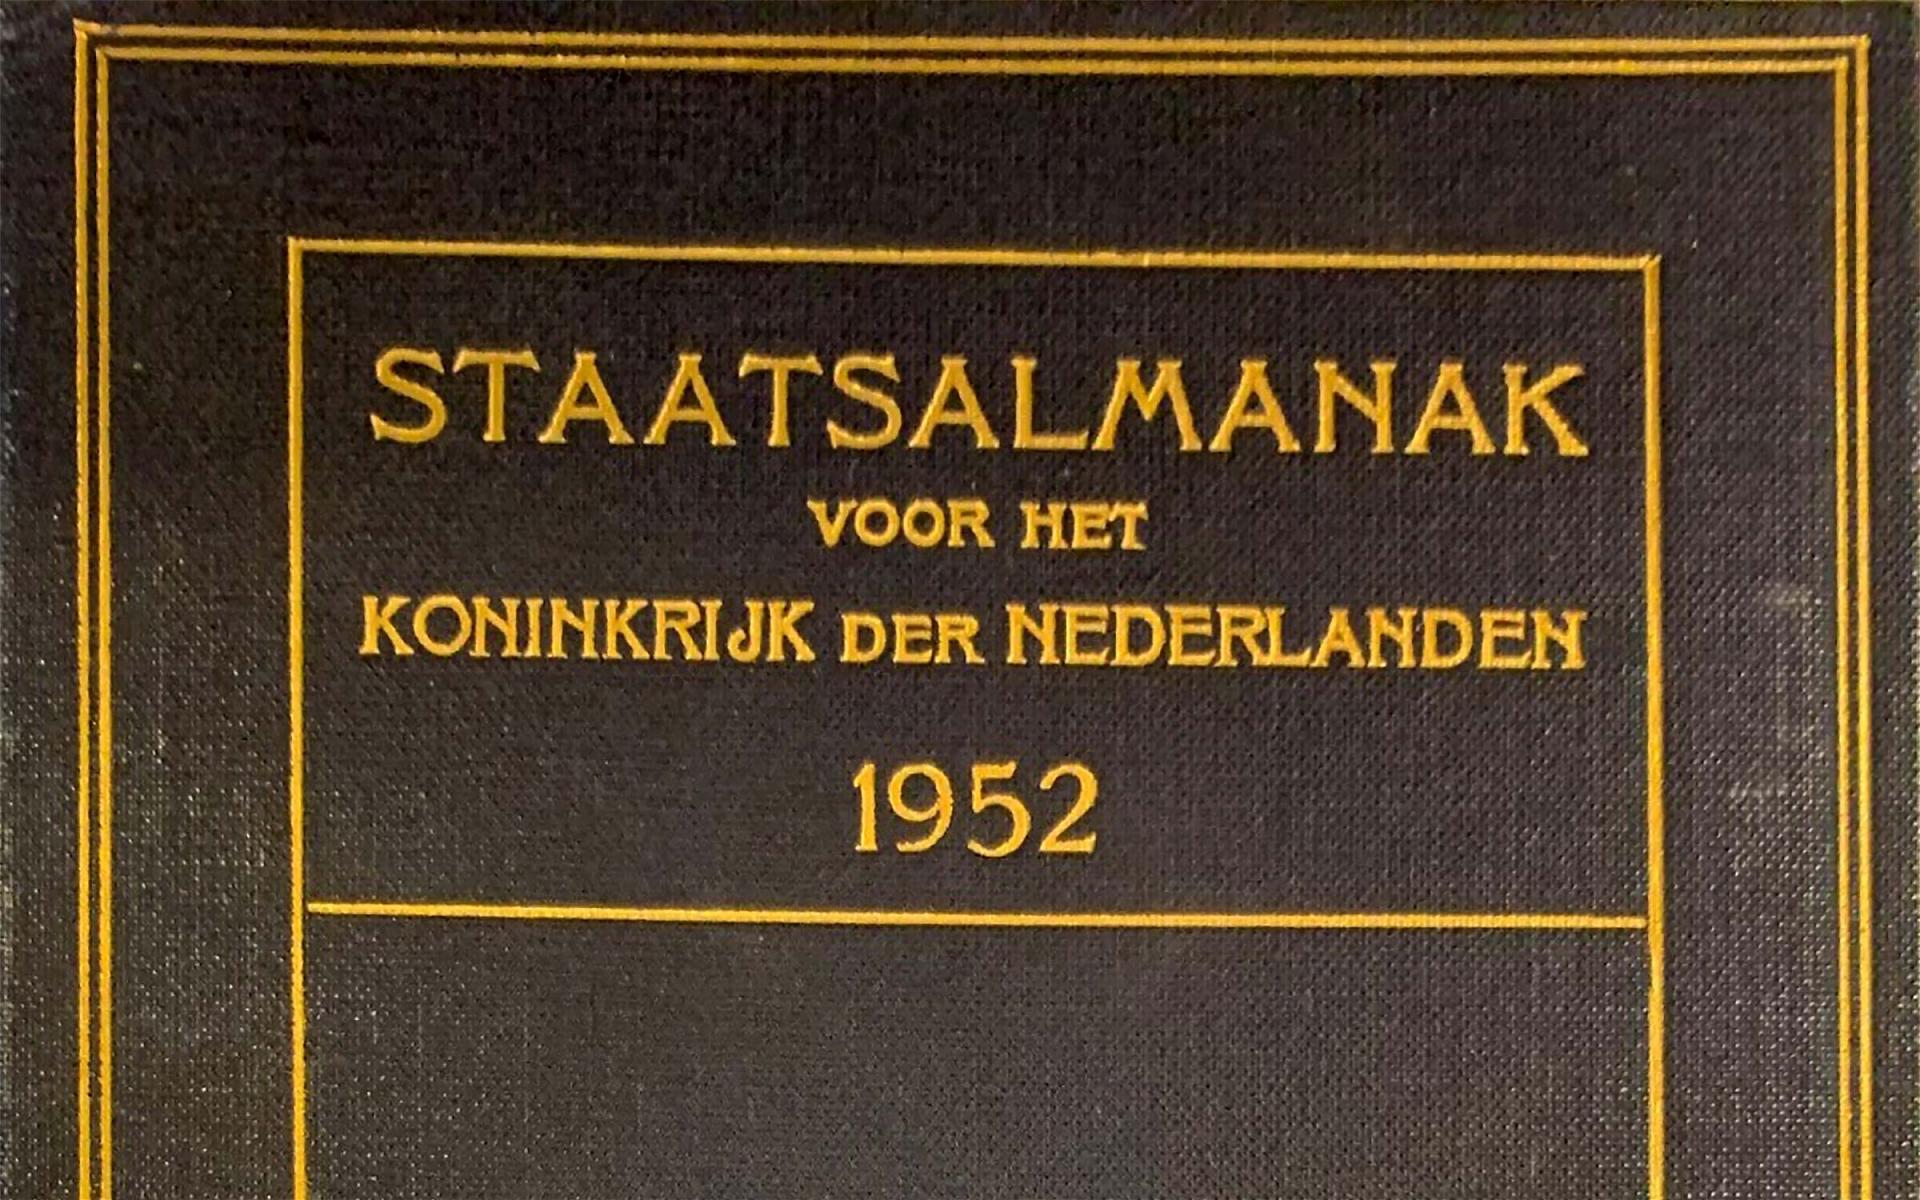 STAATSALMANAK
VOOR HET
KONINKRIJK DER NEDERLANDEN
1952